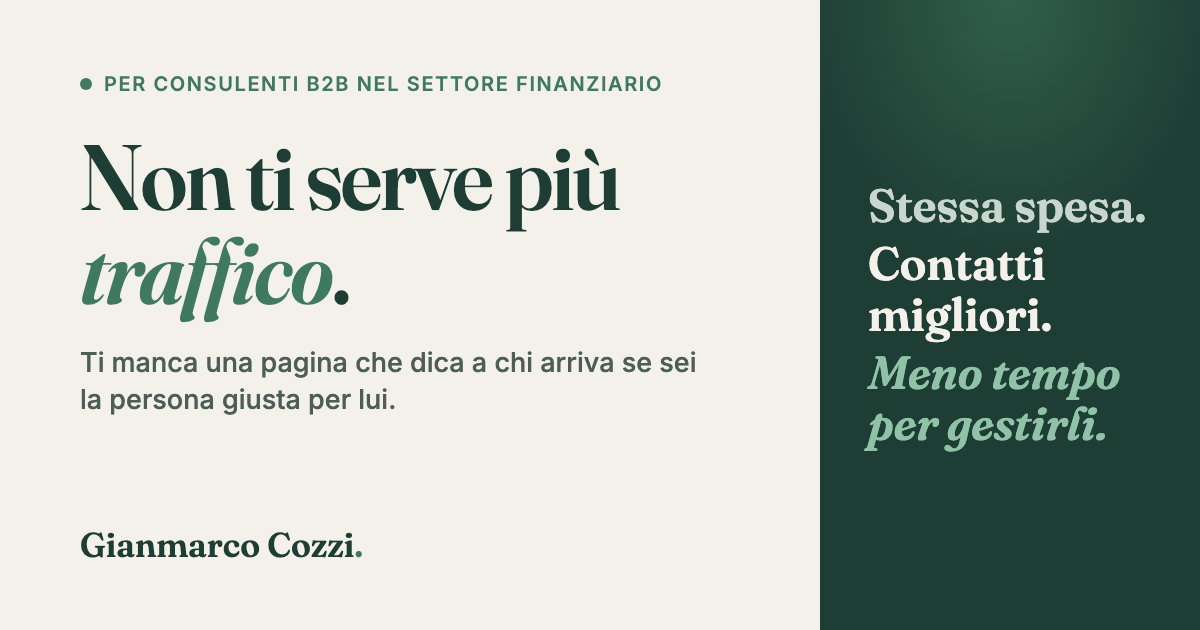 PER CONSULENTI B2B NEL SETTORE FINANZIARIO
Non ti serve più
traffico.
Ti manca una pagina che dica a chi arriva se sei
la persona giusta per lui.
Gianmarco Cozzi.
Stessa spesa.
Contatti
migliori.
Meno tempo
per gestirli.